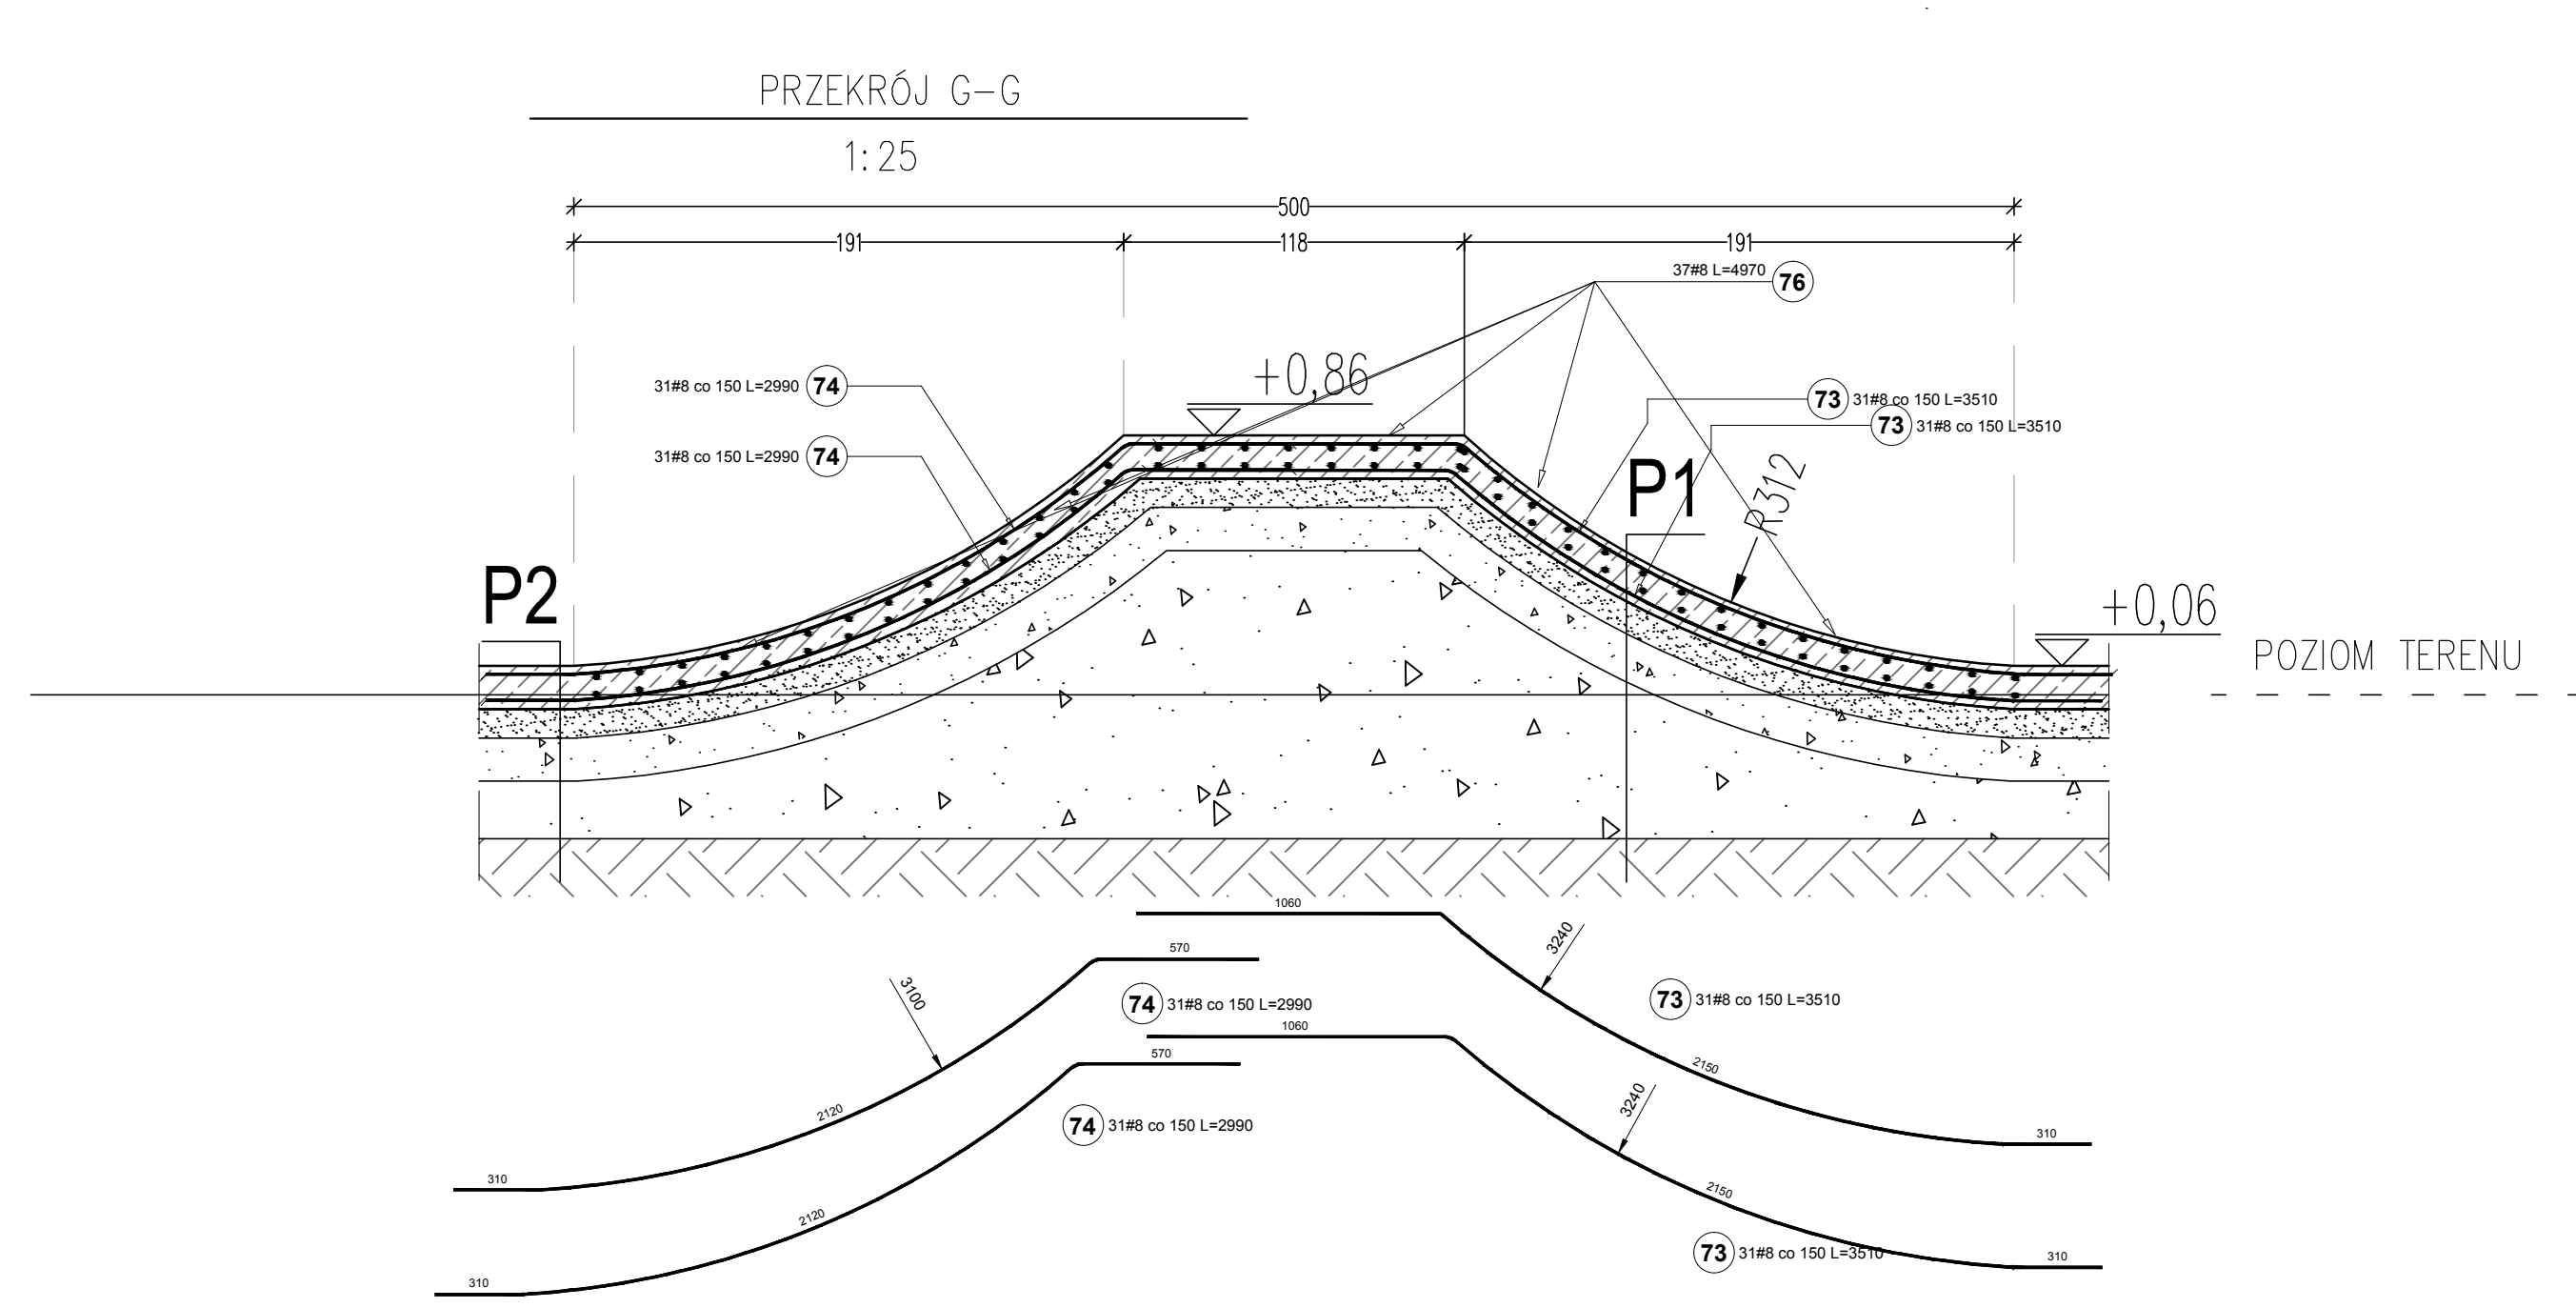 PRZEKRÓJ G-G
1:25
500
191
118
191
37#8 L=4970 76
+0,86
31#8 co 150 L=2990 74
73 31#8 co 150 L=3510
73 31#8 co 150 L=3510
31#8 co 150 L=2990 74
P1
R312
P2
+0,06
POZIOM TERENU
1060
3240
570
3100
74 31#8 co 150 L=2990
73 31#8 co 150 L=3510
1060
570
2150
3240
2120
74 31#8 co 150 L=2990
310
310
2150
2120
73 31#8 co 150 L=3510
310
310